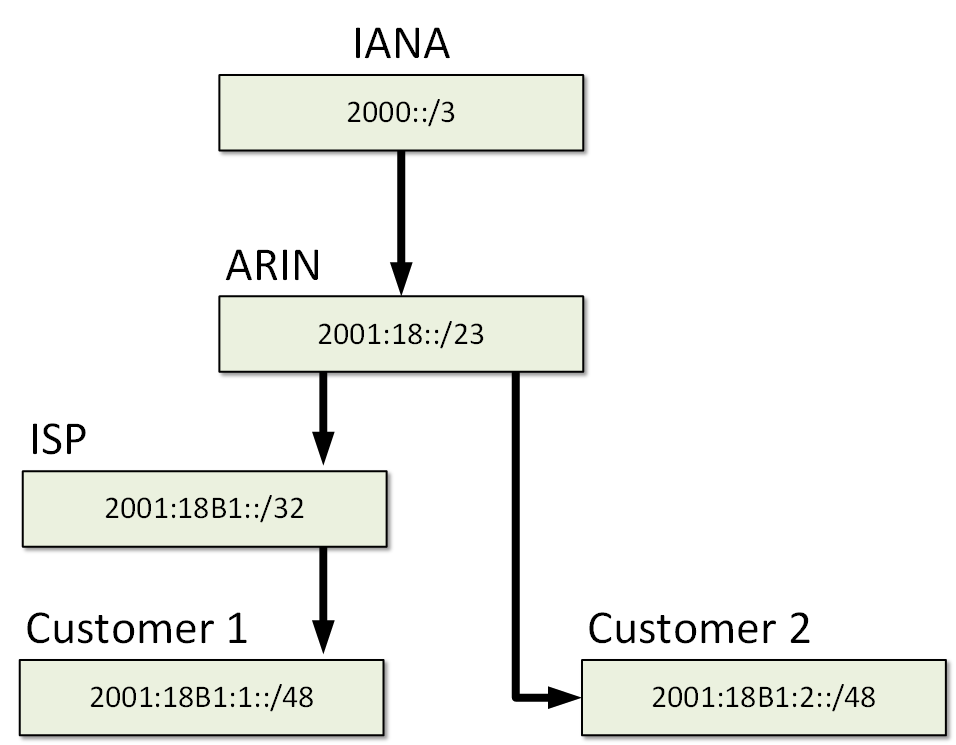 IANA
2000::/3
ARIN
2001:18::/23
ISP
2001:18B1::/32
Customer 1
2001:18B1:1::/48
Customer 2
2001:18B1:2::/48